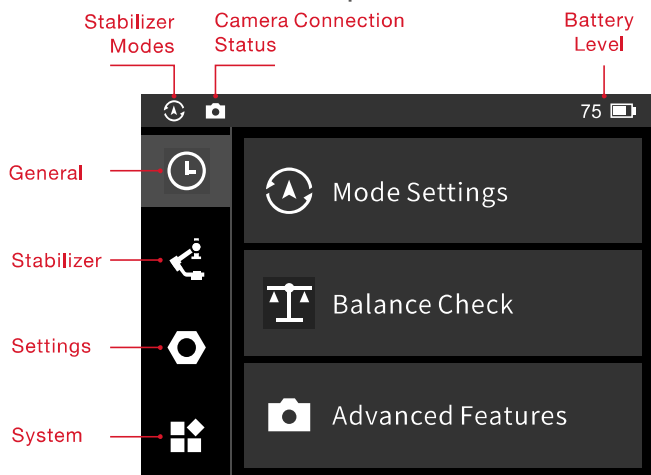 Stabilizer
Modes
Camera Connection
Status
Battery
Level
75
General
Mode Settings
Stabilizer
Balance Check
Settings
Advanced Features
System